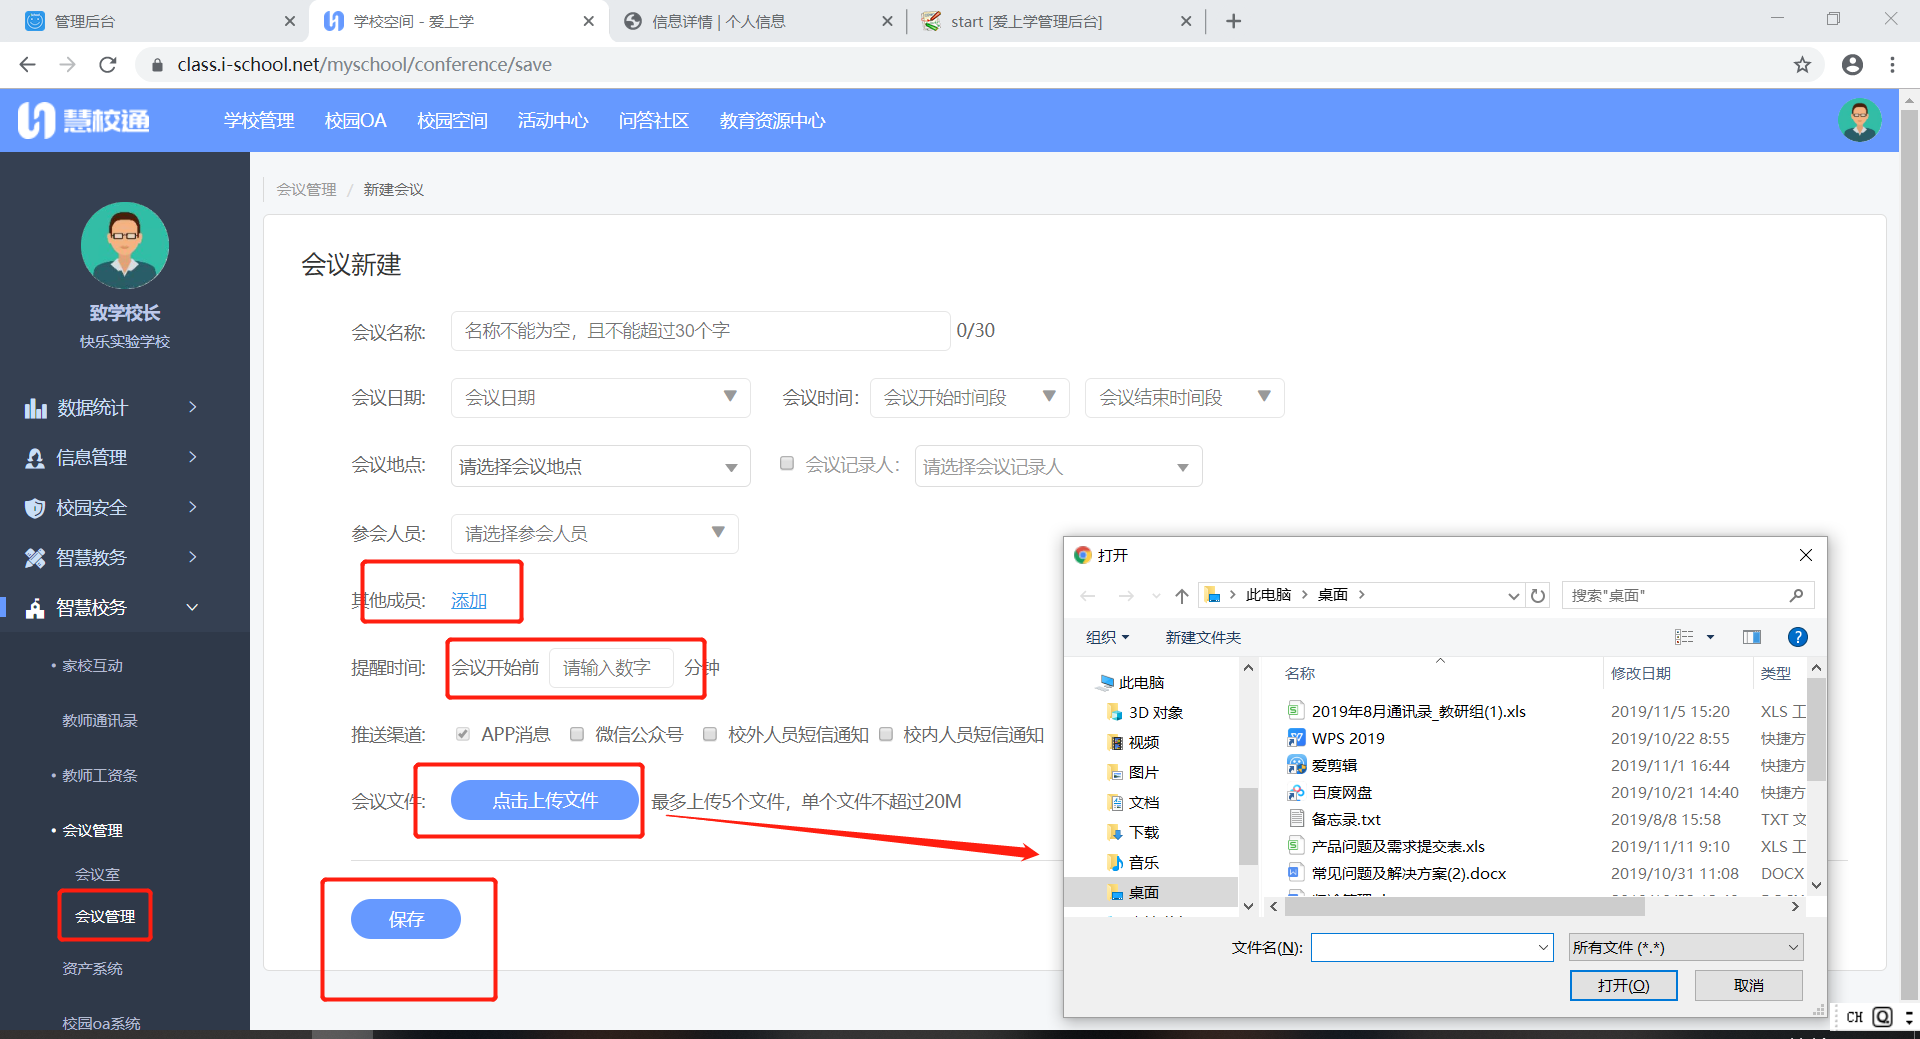 管理后台
学校空间 - 爱上学
信息详情 | 个人信息
start [爱上学管理后台]
class.i-school.net/myschool/conference/save
慧校通
学校管理
校园OA
校园空间
活动中心
问答社区
教育资源中心
致学校长
快乐实验学校
数据统计
信息管理
校园安全
智慧教务
智慧校务
• 家校互动
教师通讯录
• 教师工资条
• 会议管理
会议室
会议管理
资产系统
校园oa系统
会议管理 / 新建会议
会议新建
会议名称: 名称不能为空，且不能超过30个字 0/30
会议日期: 会议日期 会议时间: 会议开始时间段 会议结束时间段
会议地点: 请选择会议地点 会议记录人: 请选择会议记录人
参会人员: 请选择参会人员
其他成员: 添加
提醒时间: 会议开始前 请输入数字 分钟
推送渠道: APP消息 微信公众号 校外人员短信通知 校内人员短信通知
会议文件: 点击上传文件 最多上传5个文件，单个文件不超过20M
保存
打开
此电脑 桌面
搜索"桌面"
组织 新建文件夹
此电脑
3D 对象
视频
图片
文档
下载
音乐
桌面
名称 修改日期 类型
2019年8月通讯录_教研组(1).xls 2019/11/5 15:20 XLS 工
WPS 2019 2019/10/22 8:55 快捷方
爱剪辑 2019/11/1 16:44 快捷方
百度网盘 2019/10/21 14:40 快捷方
备忘录.txt 2019/8/8 15:58 TXT 文
产品问题及需求提交表.xls 2019/11/11 9:10 XLS 工
常见问题及解决方案(2).docx 2019/10/31 11:08 DOCX
文件名(N): 所有文件 (*.*)
打开(O) 取消
CH